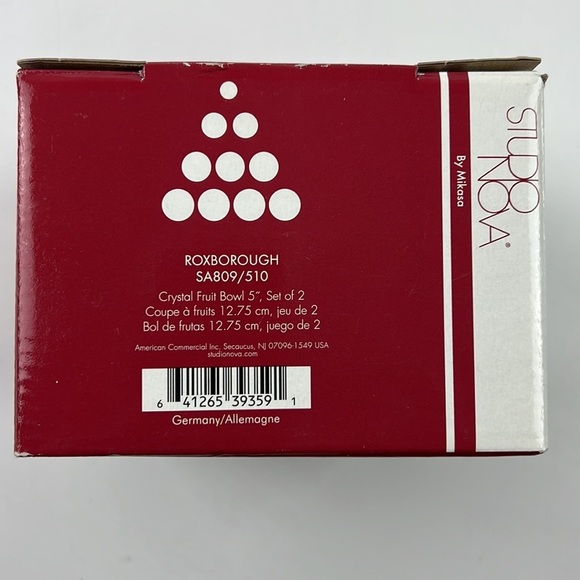 ROXBOROUGH
SA809/510
Crystal Fruit Bowl 5", Set of 2
Coupe à fruits 12.75 cm, jeu de 2
Bol de frutas 12.75 cm, juego de 2
American Commercial Inc. Secaucus, NJ 07096-1549 USA
studionova.com
6 41265 39359 1
Germany/Allemagne
STUDIO
NOVA®
By Mikasa